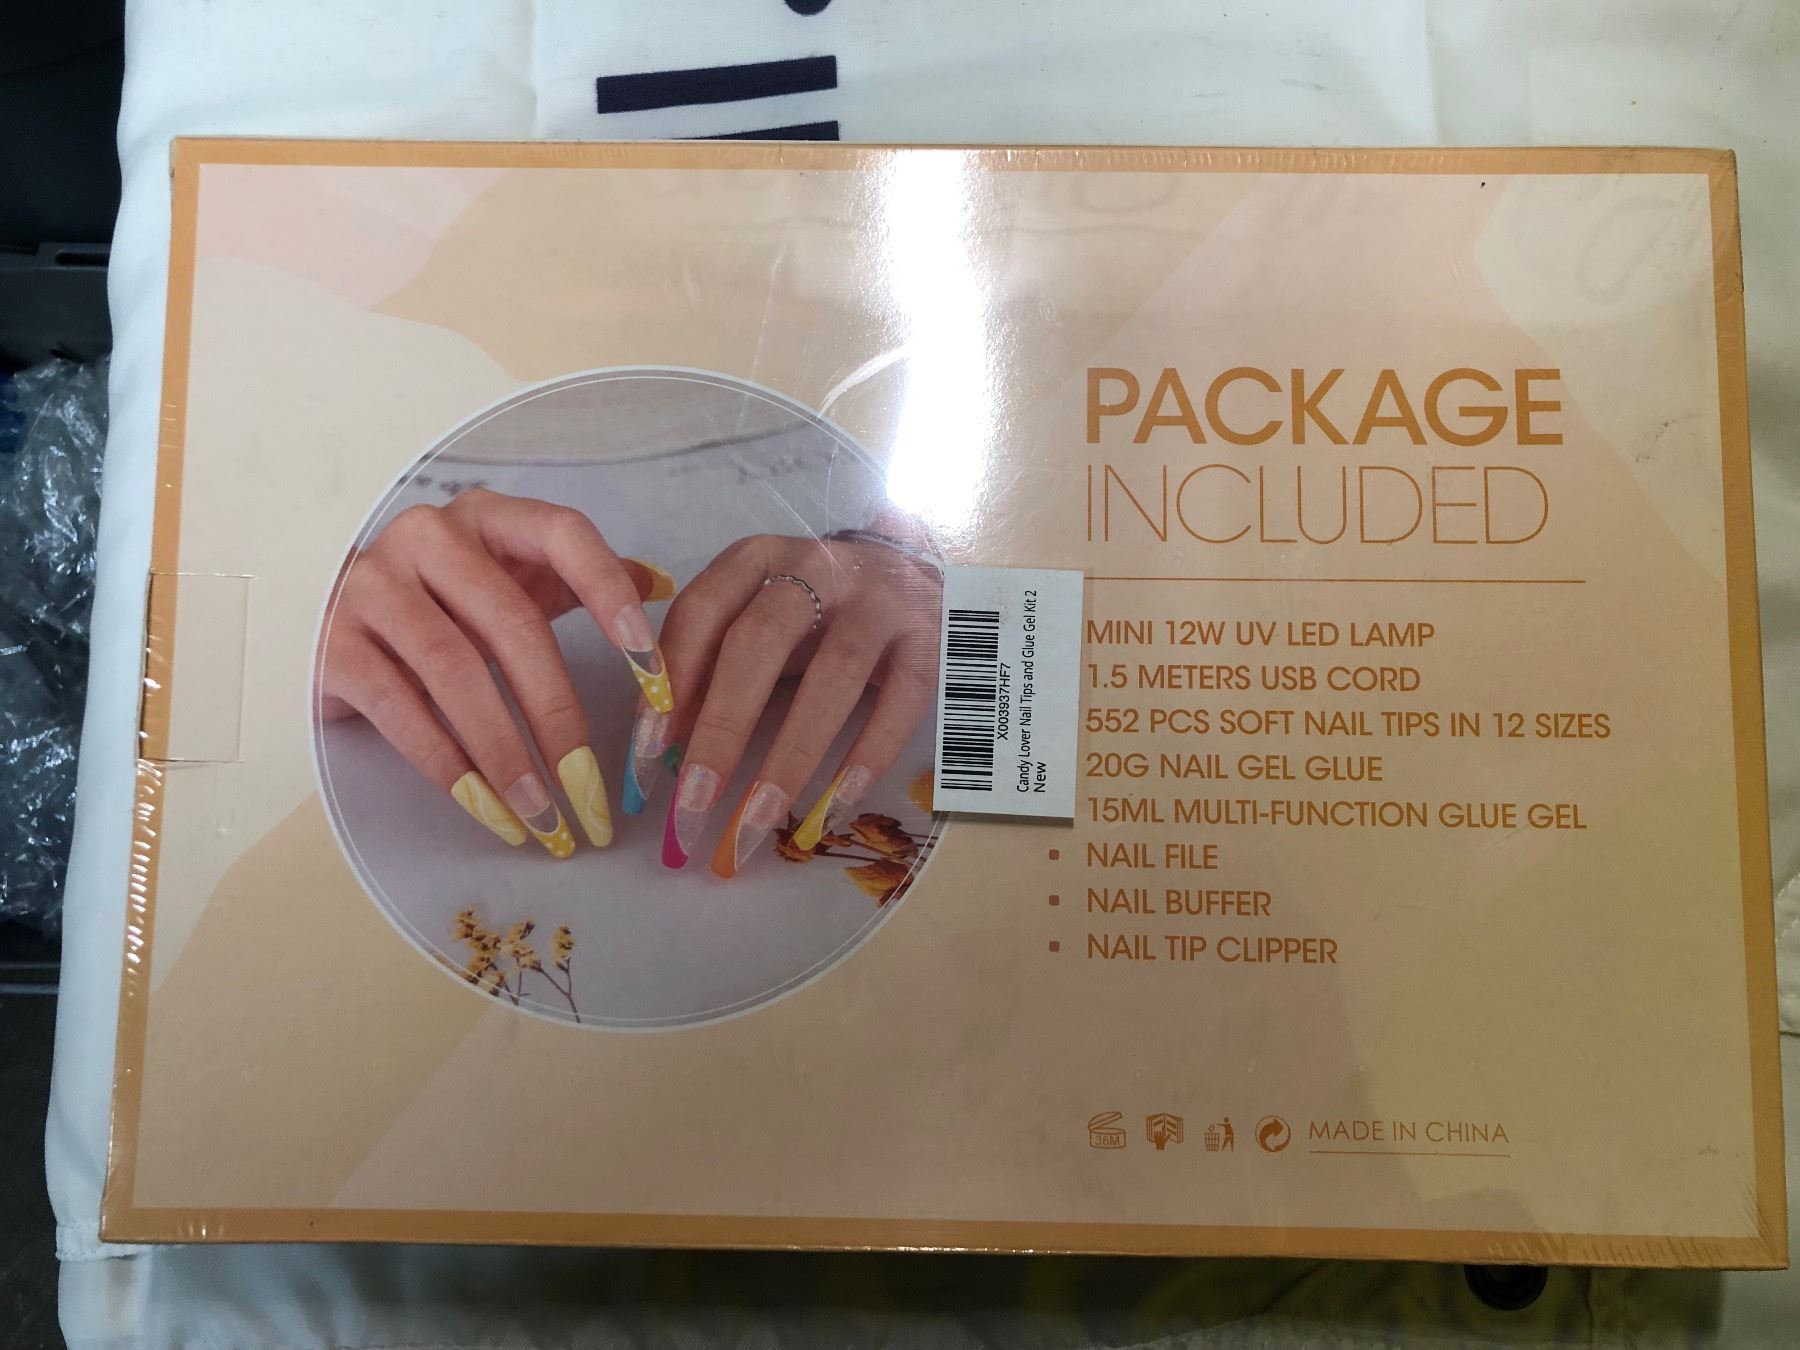 PACKAGE
INCLUDED
MINI 12W UV LED LAMP
1.5 METERS USB CORD
552 PCS SOFT NAIL TIPS IN 12 SIZES
20G NAIL GEL GLUE
15ML MULTI-FUNCTION GLUE GEL
▪ NAIL FILE
▪ NAIL BUFFER
▪ NAIL TIP CLIPPER
X003937HF7
Candy Lover Nail Tips and Glue Gel Kit 2
New
36M
MADE IN CHINA